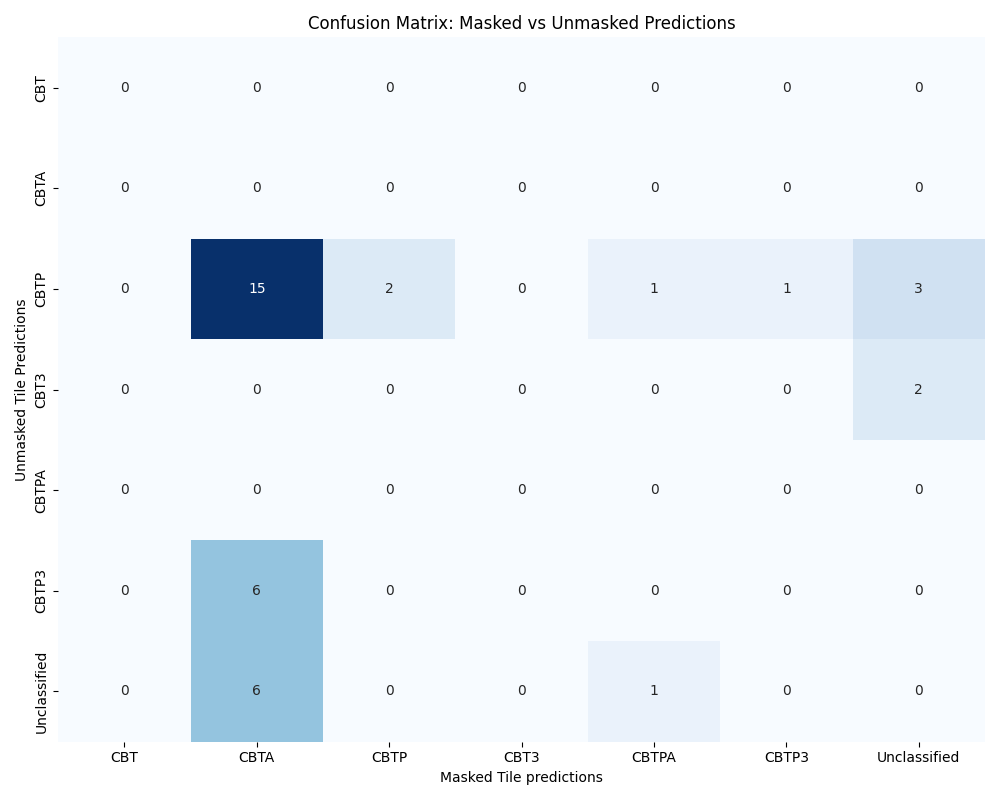 Confusion Matrix: Masked vs Unmasked Predictions
Unmasked Tile Predictions
CBT 0 0 0 0 0 0 0
CBTA 0 0 0 0 0 0 0
CBTP 0 15 2 0 1 1 3
CBT3 0 0 0 0 0 0 2
CBTPA 0 0 0 0 0 0 0
CBTP3 0 6 0 0 0 0 0
Unclassified 0 6 0 0 1 0 0
CBT CBTA CBTP CBT3 CBTPA CBTP3 Unclassified
Masked Tile predictions